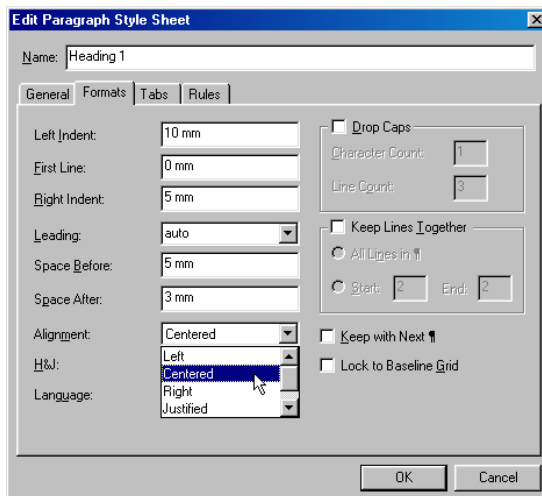 Edit Paragraph Style Sheet
Name: Heading 1
General Formats Tabs Rules
Left Indent: 10 mm
First Line: 0 mm
Right Indent: 5 mm
Leading: auto
Space Before: 5 mm
Space After: 3 mm
Alignment: Centered
Left
H&J: Centered
Right
Language: Justified
Drop Caps
Character Count: 1
Line Count: 3
Keep Lines Together
All Lines in ¶
Start: 2 End: 2
Keep with Next ¶
Lock to Baseline Grid
OK Cancel